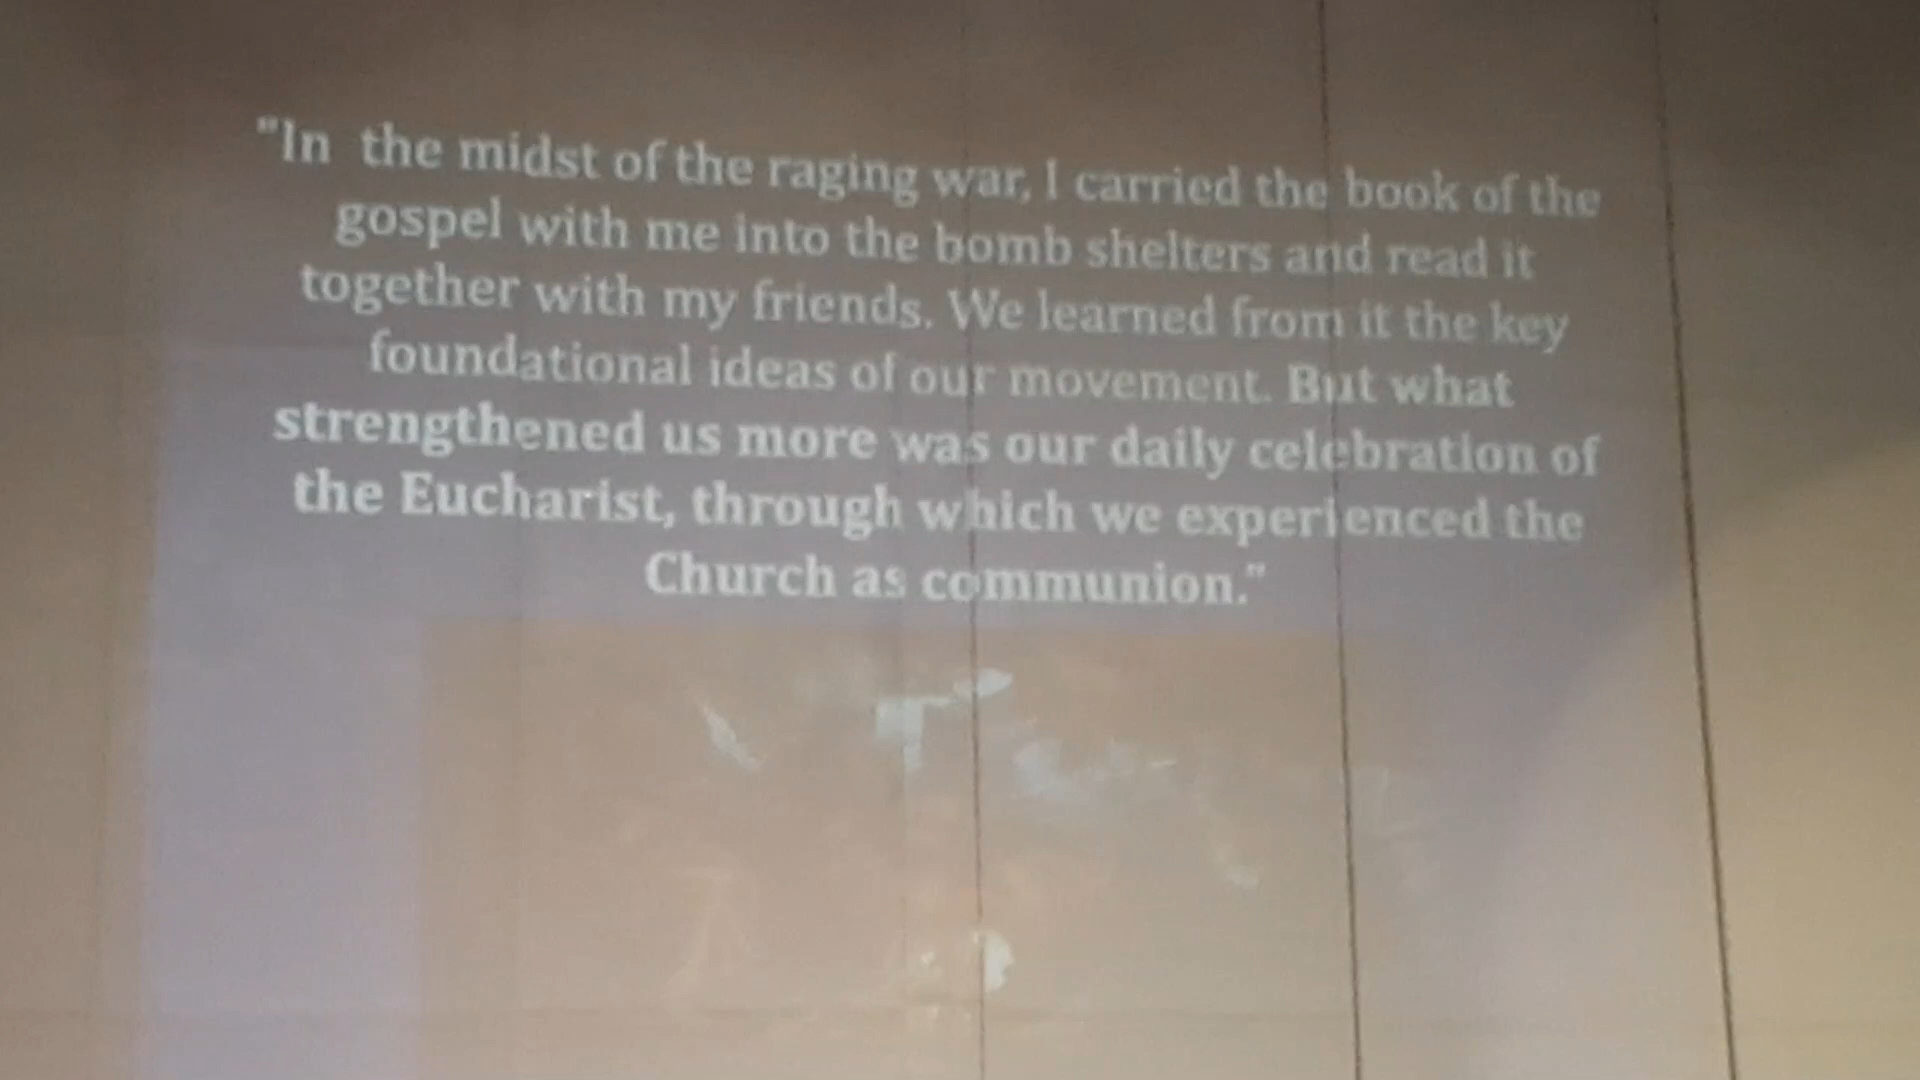 "In the midst of the raging war, I carried the book of the
gospel with me into the bomb shelters and read it
together with my friends. We learned from it the key
foundational ideas of our movement. But what
strengthened us more was our daily celebration of
the Eucharist, through which we experienced the
Church as communion."